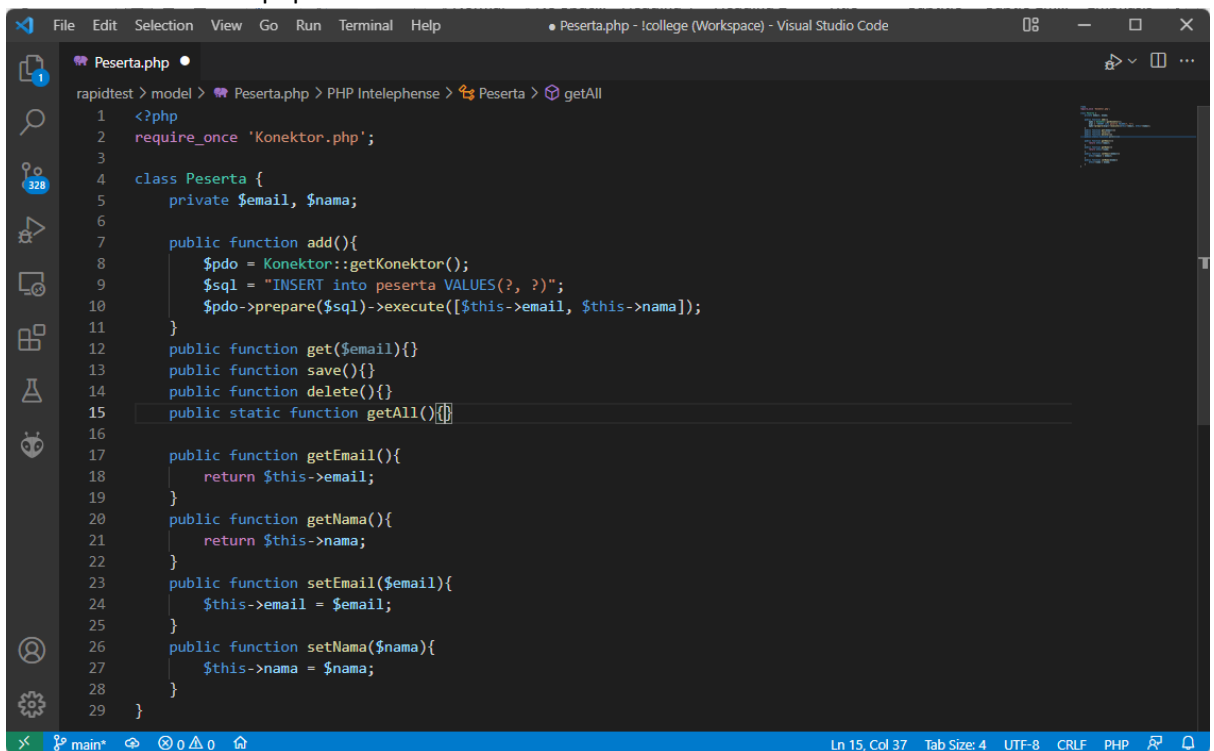 File Edit Selection View Go Run Terminal Help ● Peserta.php - !college (Workspace) - Visual Studio Code
1
Peserta.php ●
rapidtest > model > Peserta.php > PHP Intelephense > Peserta > getAll
328
1 <?php
2 require_once 'Konektor.php';
3
4 class Peserta {
5     private $email, $nama;
6
7     public function add(){
8         $pdo = Konektor::getKonektor();
9         $sql = "INSERT into peserta VALUES(?, ?)";
10         $pdo->prepare($sql)->execute([$this->email, $this->nama]);
11     }
12     public function get($email){}
13     public function save(){}
14     public function delete(){}
15     public static function getAll(){}
16
17     public function getEmail(){
18         return $this->email;
19     }
20     public function getNama(){
21         return $this->nama;
22     }
23     public function setEmail($email){
24         $this->email = $email;
25     }
26     public function setNama($nama){
27         $this->nama = $nama;
28     }
29 }
main* 0 0 Ln 15, Col 37 Tab Size: 4 UTF-8 CRLF PHP